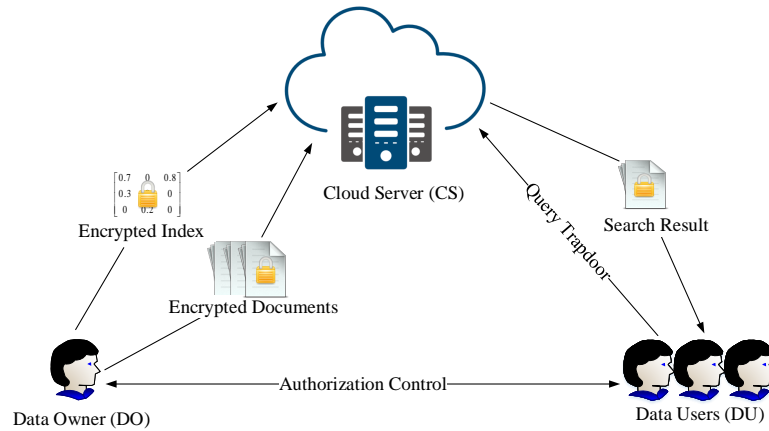 Cloud Server (CS)
0.7 0 0.8
0.3 0
0 0.2 0
Encrypted Index
Encrypted Documents
Query Trapdoor
Search Result
Authorization Control
Data Owner (DO)
Data Users (DU)